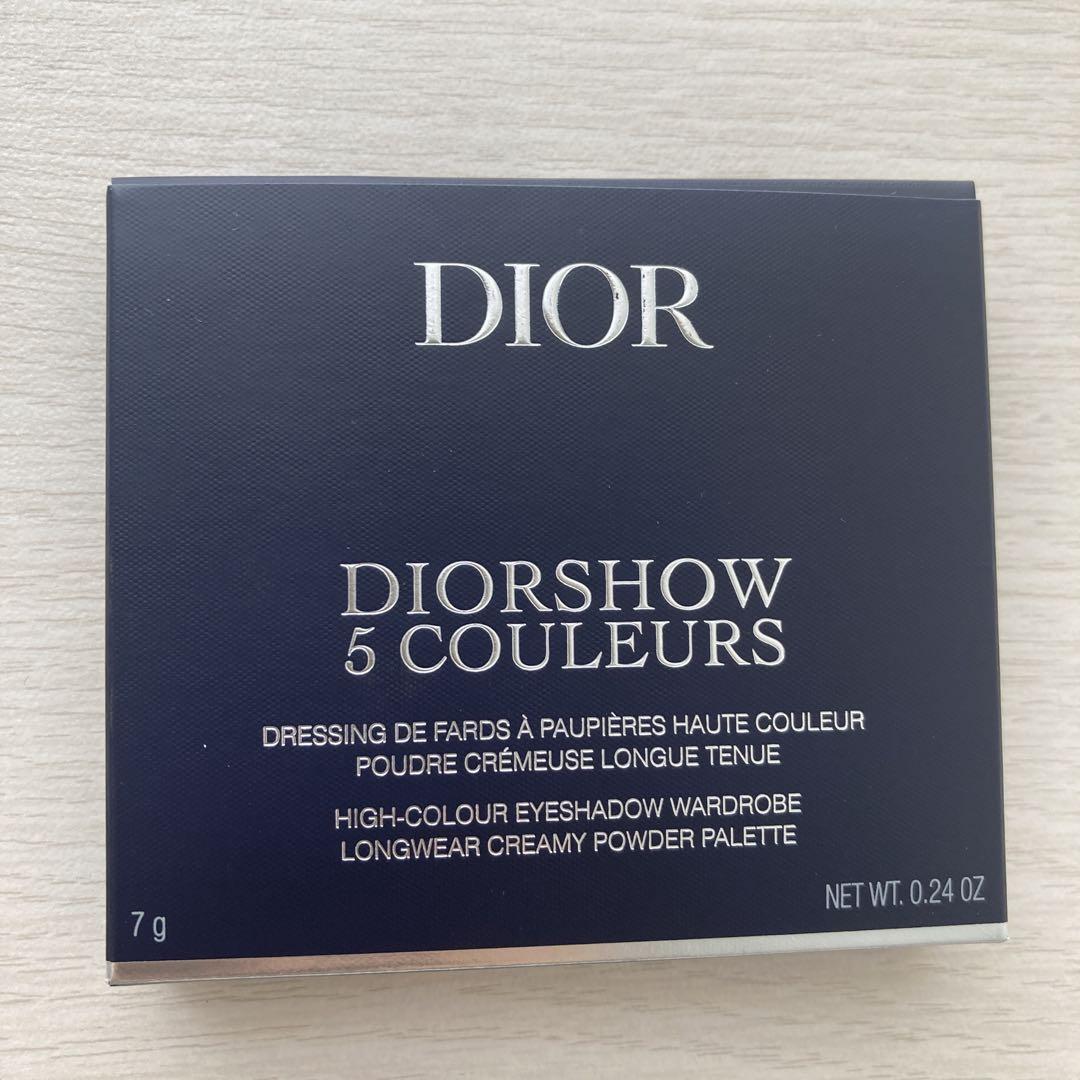 DIOR
DIORSHOW
5 COULEURS
DRESSING DE FARDS À PAUPIÈRES HAUTE COULEUR
POUDRE CRÉMEUSE LONGUE TENUE
HIGH-COLOUR EYESHADOW WARDROBE
LONGWEAR CREAMY POWDER PALETTE
7 g
NET WT. 0.24 OZ